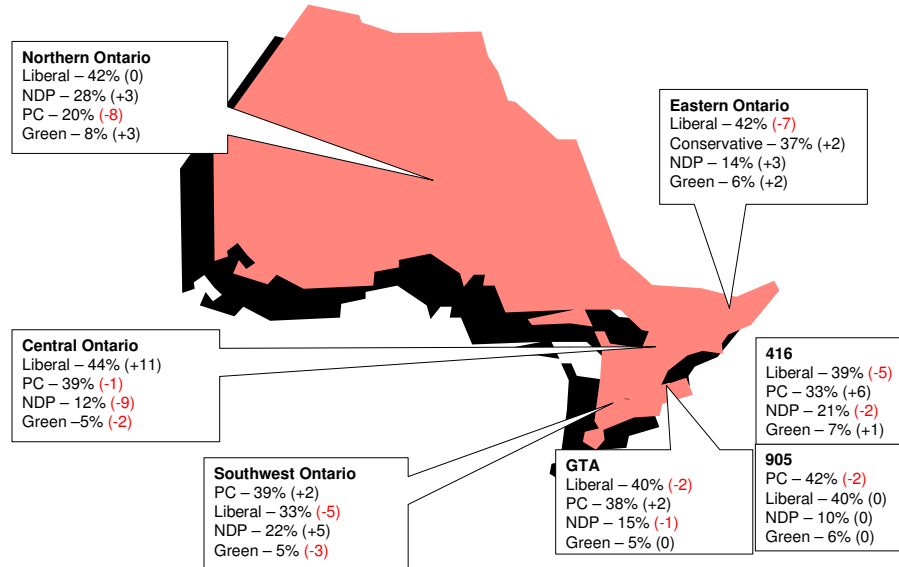 Northern Ontario
Liberal – 42% (0)
NDP – 28% (+3)
PC – 20% (-8)
Green – 8% (+3)
Eastern Ontario
Liberal – 42% (-7)
Conservative – 37% (+2)
NDP – 14% (+3)
Green – 6% (+2)
Central Ontario
Liberal – 44% (+11)
PC – 39% (-1)
NDP – 12% (-9)
Green –5% (-2)
416
Liberal – 39% (-5)
PC – 33% (+6)
NDP – 21% (-2)
Green – 7% (+1)
Southwest Ontario
PC – 39% (+2)
Liberal – 33% (-5)
NDP – 22% (+5)
Green – 5% (-3)
GTA
Liberal – 40% (-2)
PC – 38% (+2)
NDP – 15% (-1)
Green – 5% (0)
905
PC – 42% (-2)
Liberal – 40% (0)
NDP – 10% (0)
Green – 6% (0)